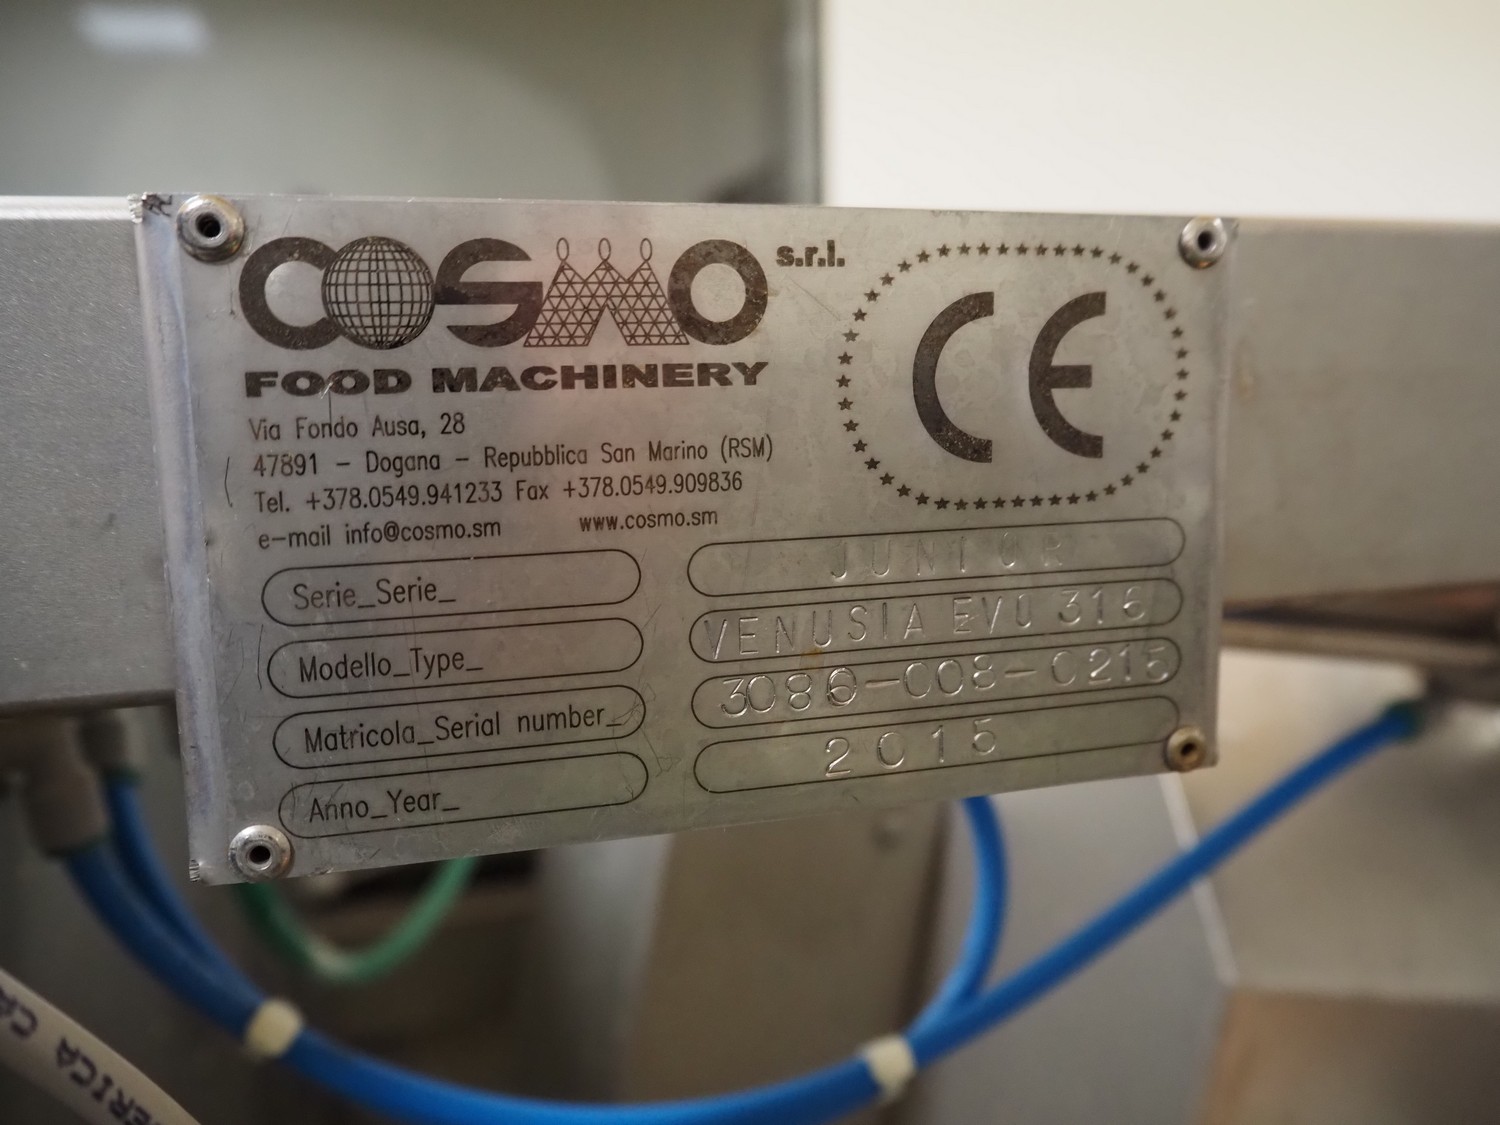 COSMO s.r.l.
FOOD MACHINERY
CE
Via Fondo Ausa, 28
47891 - Dogana - Repubblica San Marino (RSM)
Tel. +378.0549.941233 Fax +378.0549.909836
e-mail info@cosmo.sm www.cosmo.sm
Serie_Serie_ JUNIOR
Modello_Type_ VENUSIA EVO 316
Matricola_Serial number_ 3086-008-0215
Anno_Year_ 2015